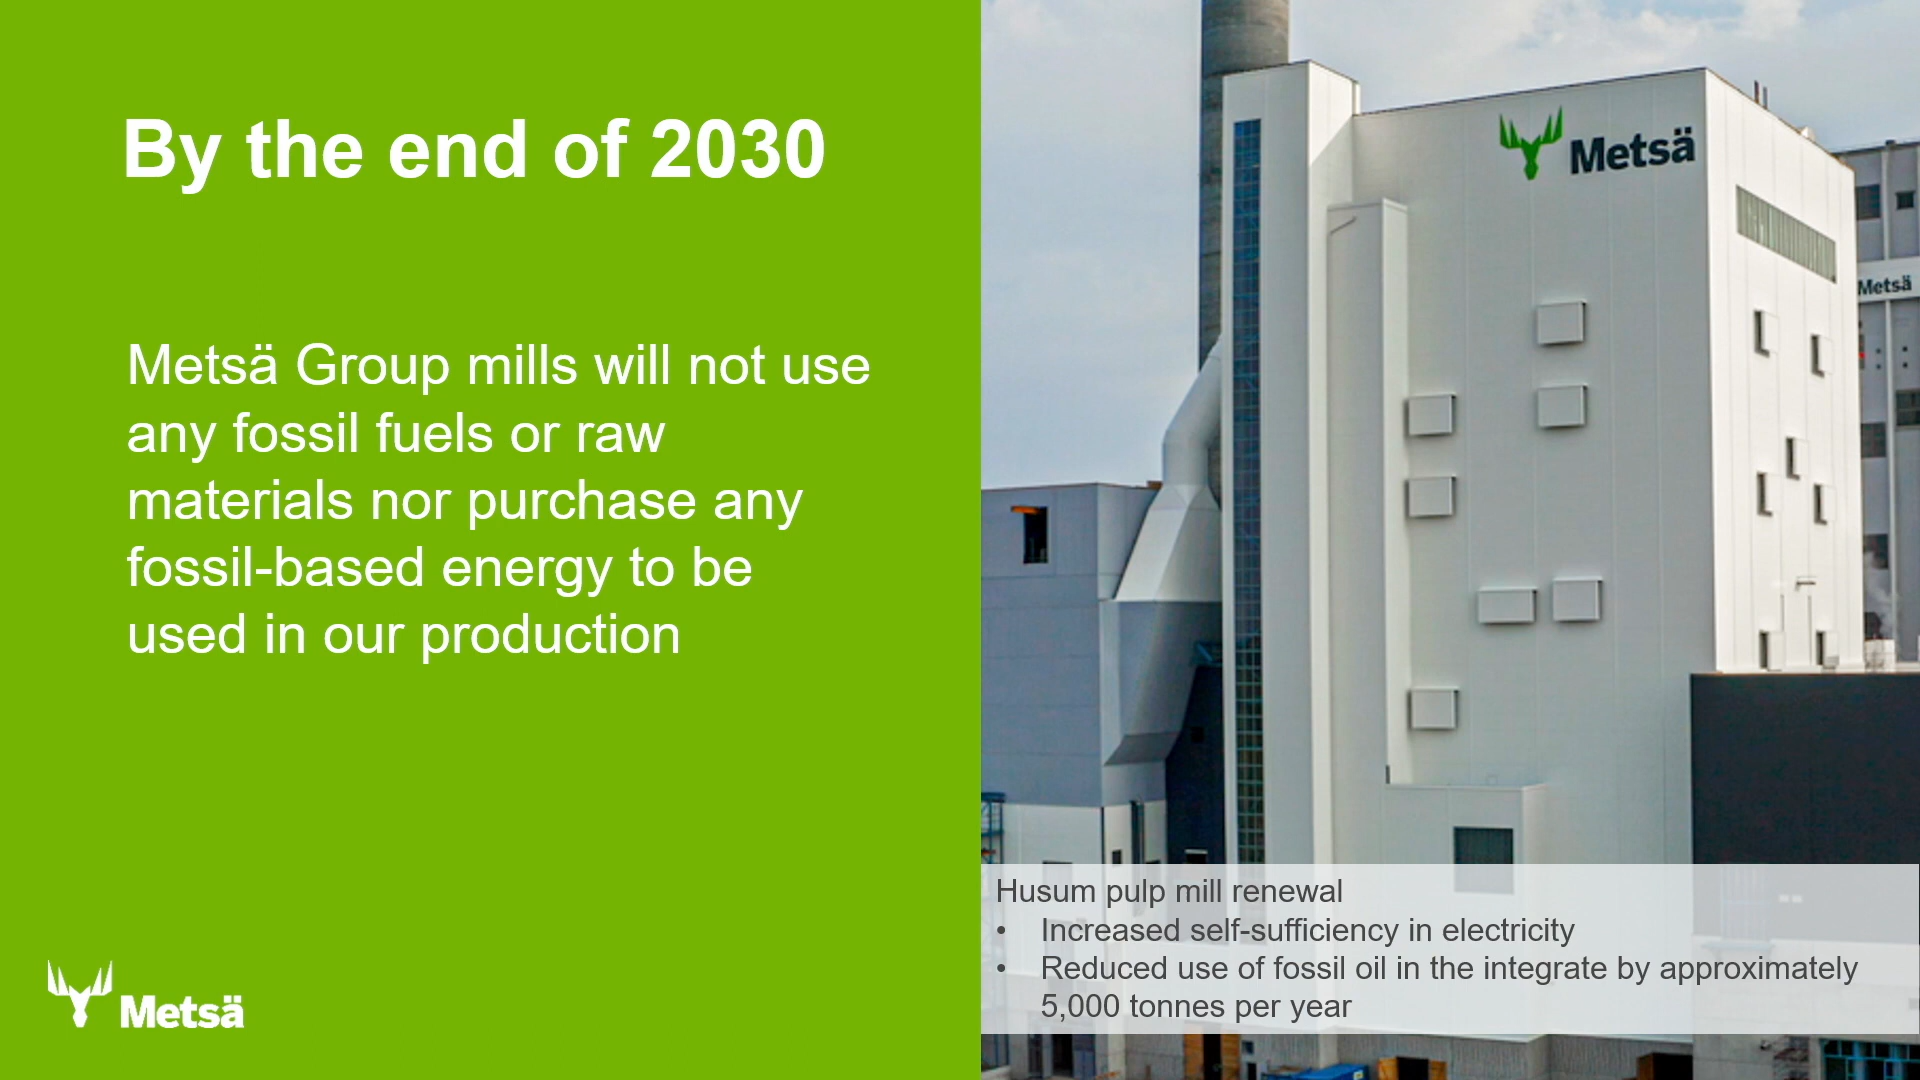 By the end of 2030
Metsä Group mills will not use
any fossil fuels or raw
materials nor purchase any
fossil-based energy to be
used in our production
Metsä
Metsä
Metsä
Husum pulp mill renewal
• Increased self-sufficiency in electricity
• Reduced use of fossil oil in the integrate by approximately
5,000 tonnes per year